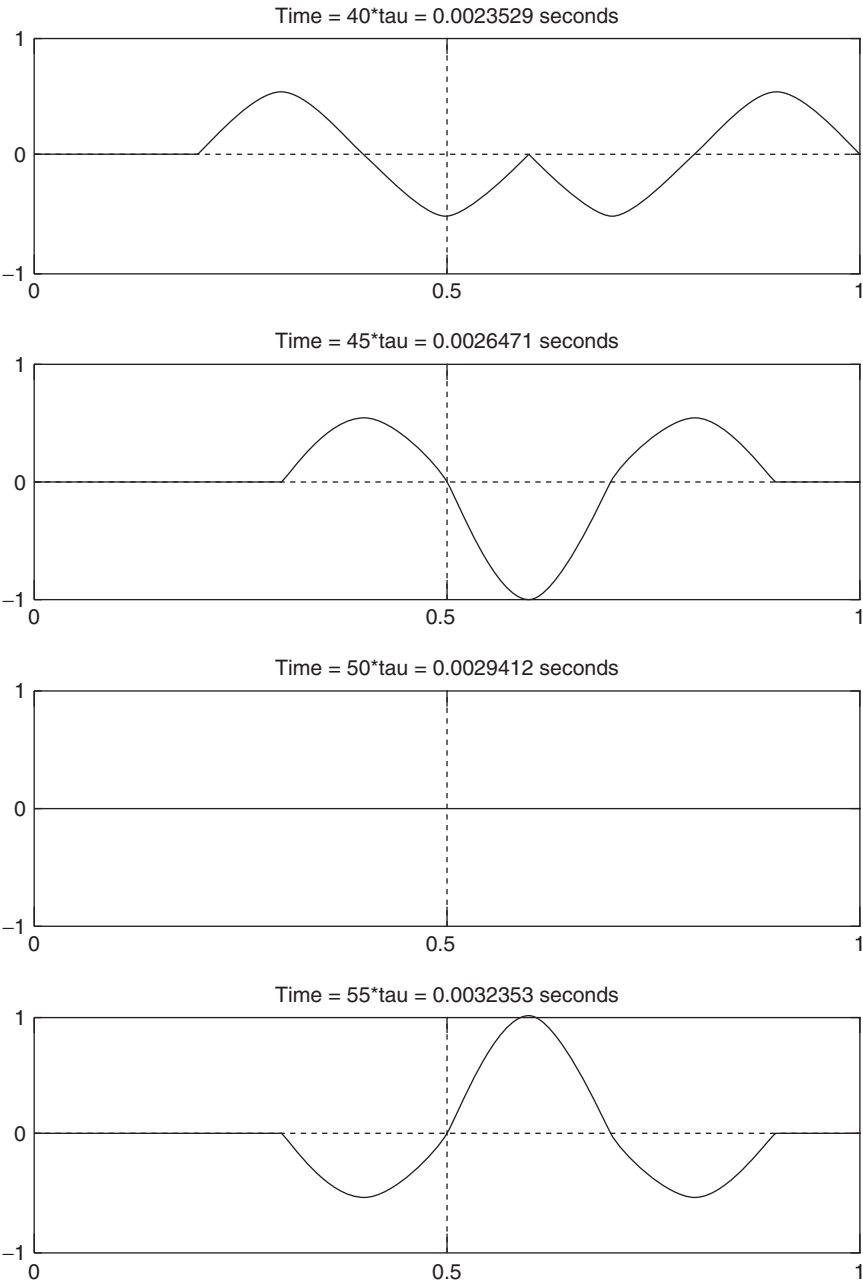 Time = 40*tau = 0.0023529 seconds
1
0
−1
0 0.5 1
Time = 45*tau = 0.0026471 seconds
1
0
−1
0 0.5 1
Time = 50*tau = 0.0029412 seconds
1
0
−1
0 0.5 1
Time = 55*tau = 0.0032353 seconds
1
0
−1
0 0.5 1